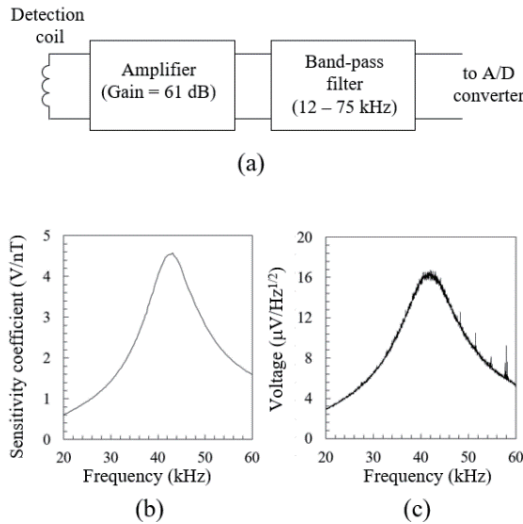 Detection
coil
Amplifier
(Gain = 61 dB)
Band-pass
filter
(12 – 75 kHz)
to A/D
converter
(a)
Sensitivity coefficient (V/nT)
5
4
3
2
1
0
20 30 40 50 60
Frequency (kHz)
(b)
Voltage (μV/Hz1/2)
20
16
12
8
4
0
20 30 40 50 60
Frequency (kHz)
(c)